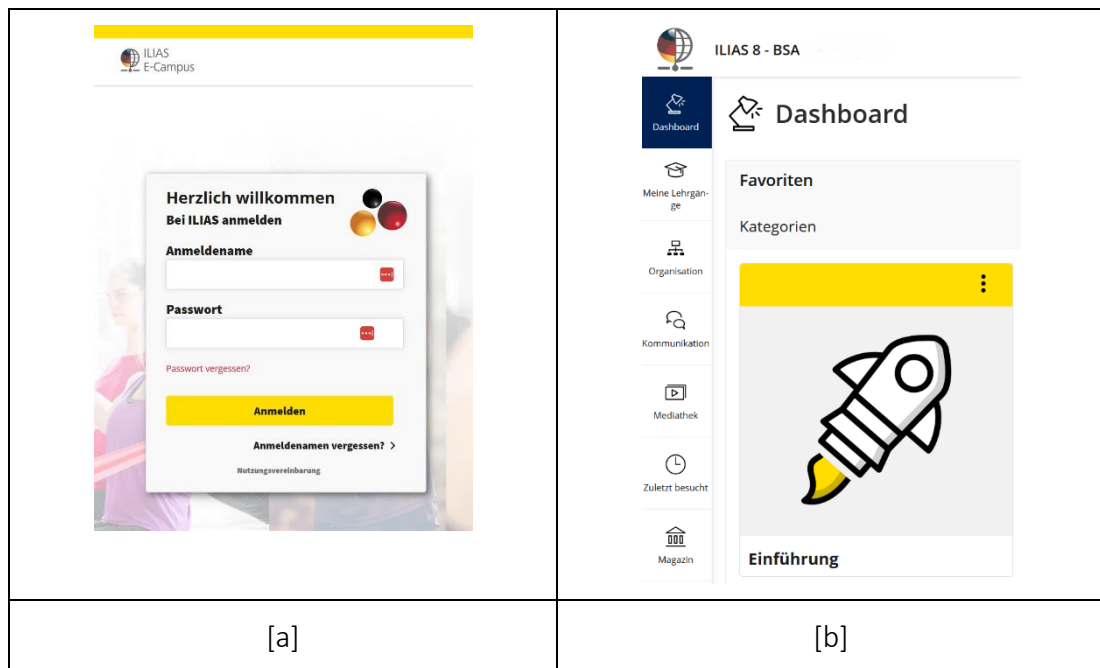 ILIAS
E-Campus
Herzlich willkommen
Bei ILIAS anmelden
Anmeldename
Passwort
Passwort vergessen?
Anmelden
Anmeldenamen vergessen? >
Nutzungsvereinbarung
[a]
ILIAS 8 - BSA
Dashboard
Meine Lehrgän-
ge
Organisation
Kommunikation
Mediathek
Zuletzt besucht
Magazin
Dashboard
Favoriten
Kategorien
Einführung
[b]